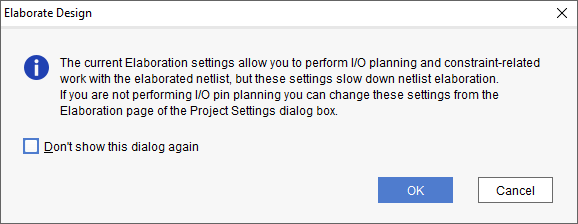 Elaborate Design
The current Elaboration settings allow you to perform I/O planning and constraint-related
work with the elaborated netlist, but these settings slow down netlist elaboration.
If you are not performing I/O pin planning you can change these settings from the
Elaboration page of the Project Settings dialog box.
Don't show this dialog again
OK
Cancel